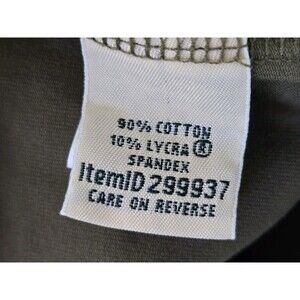 90% COTTON
10% LYCRA ®
SPANDEX
ItemID 299937
CARE ON REVERSE